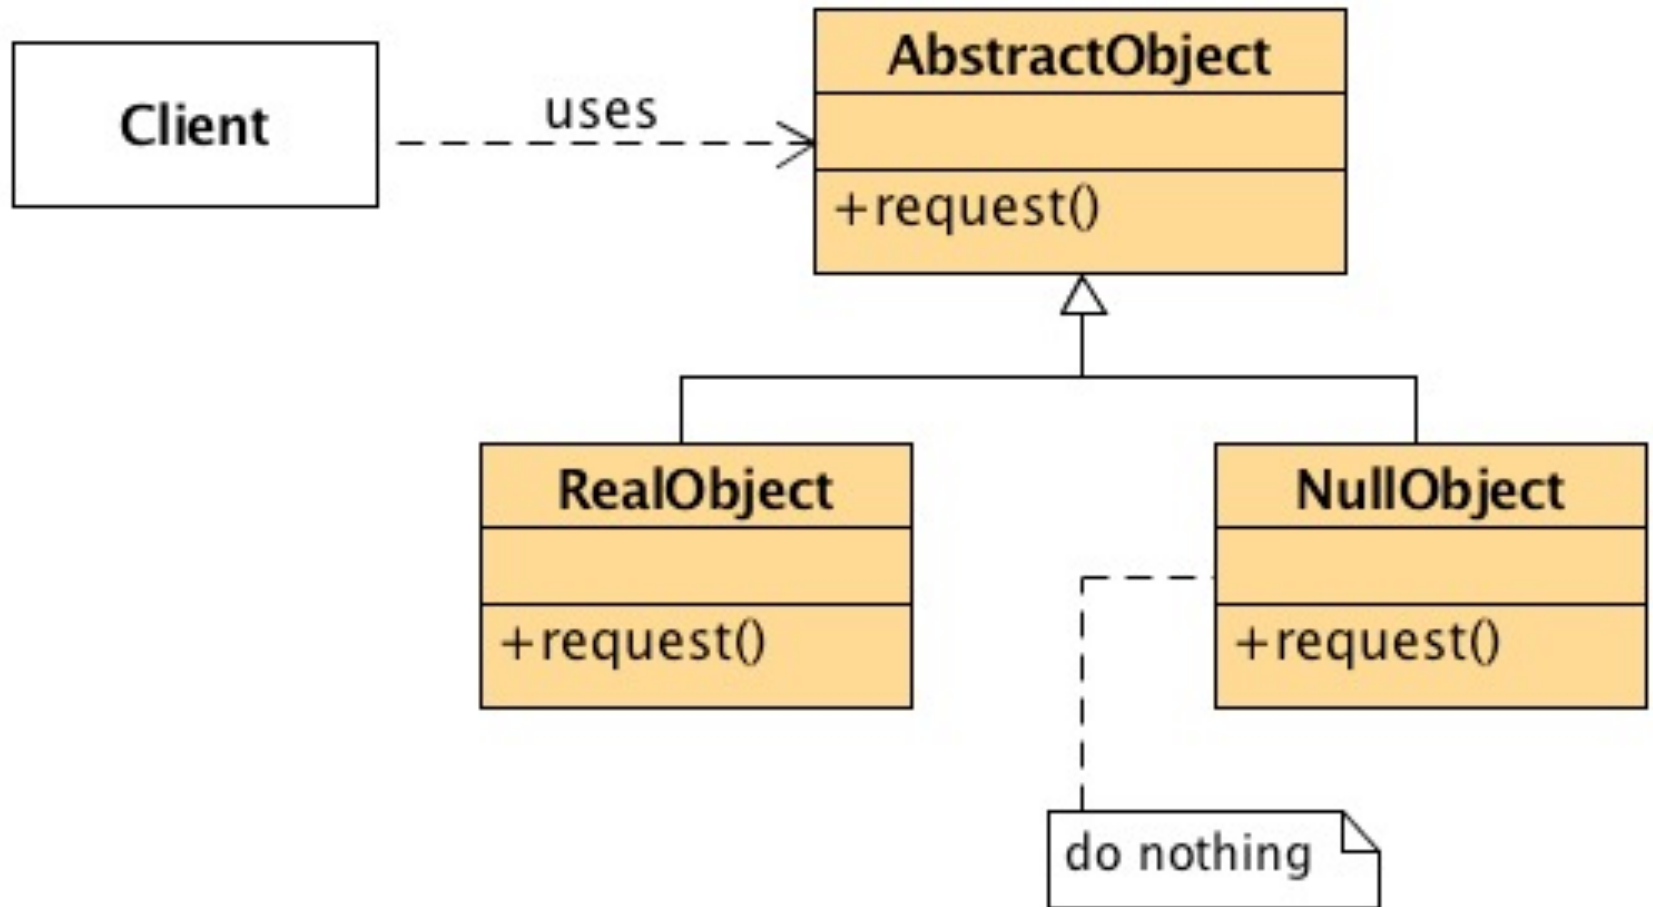 Client
uses
AbstractObject
+request()
RealObject
+request()
NullObject
+request()
do nothing